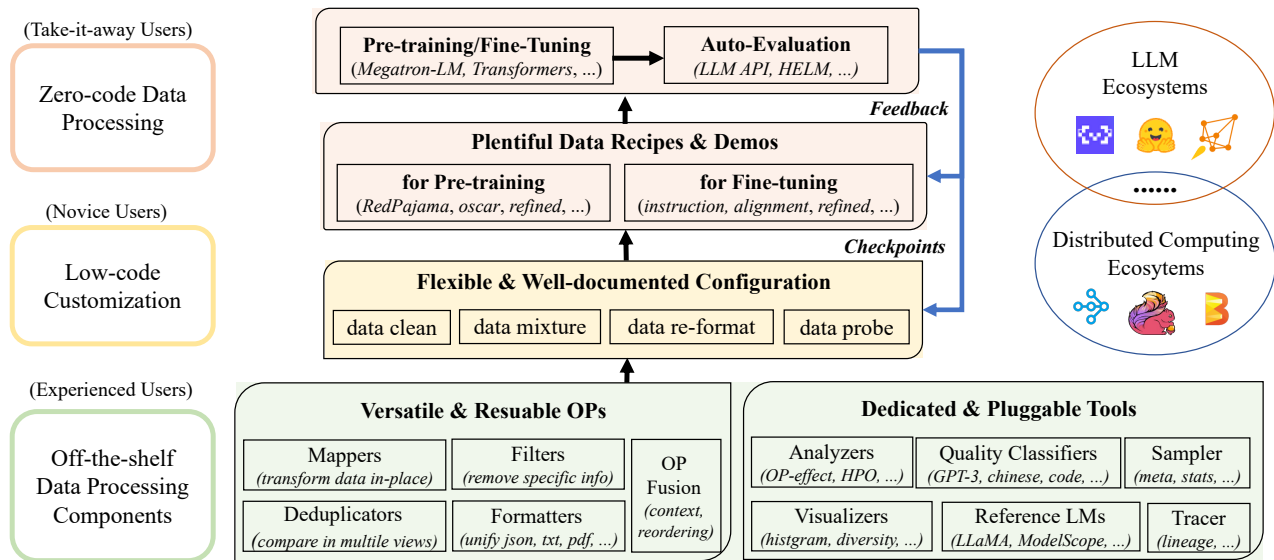 (Take-it-away Users)
Zero-code Data
Processing
Pre-training/Fine-Tuning
(Megatron-LM, Transformers, ...)
Auto-Evaluation
(LLM API, HELM, ...)
Feedback
Plentiful Data Recipes & Demos
for Pre-training
(RedPajama, oscar, refined, ...)
for Fine-tuning
(instruction, alignment, refined, ...)
LLM
Ecosystems
......
Distributed Computing
Ecosytems
(Novice Users)
Low-code
Customization
Checkpoints
Flexible & Well-documented Configuration
data clean
data mixture
data re-format
data probe
(Experienced Users)
Off-the-shelf
Data Processing
Components
Versatile & Resuable OPs
Mappers
(transform data in-place)
Filters
(remove specific info)
Deduplicators
(compare in multile views)
Formatters
(unify json, txt, pdf, ...)
OP
Fusion
(context,
reordering)
Dedicated & Pluggable Tools
Analyzers
(OP-effect, HPO, ...)
Quality Classifiers
(GPT-3, chinese, code, ...)
Sampler
(meta, stats, ...)
Visualizers
(histgram, diversity, ...)
Reference LMs
(LLaMA, ModelScope, ...)
Tracer
(lineage, ...)